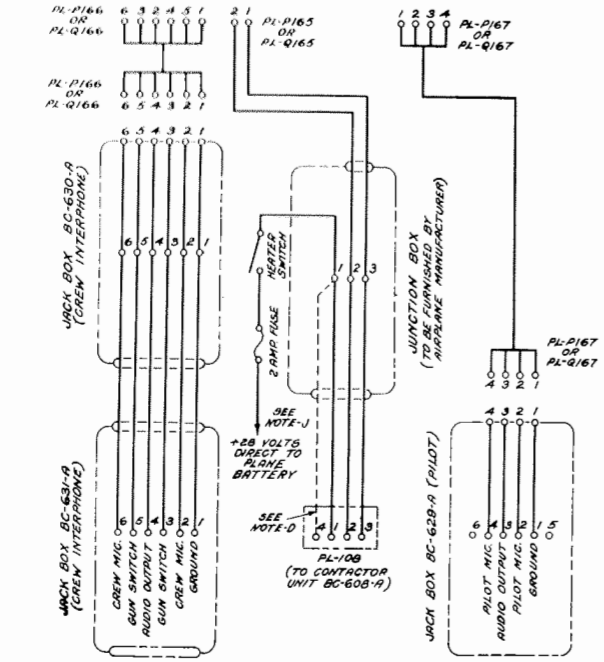 PL-P166
OR
PL-Q166
6 3 2 4 5 1
PL-P166
OR
PL-Q166
6 5 4 3 2 1
6 5 4 3 2 1
6 5 4 3 2 1
JACK BOX BC-630-A
(CREW INTERPHONE)
6 5 4 3 2 1
CREW MIC.
GUN SWITCH
AUDIO OUTPUT
GUN SWITCH
CREW MIC.
GROUND
JACK BOX BC-631-A
(CREW INTERPHONE)
2 1
PL-P165
OR
PL-Q165
HEATER
SWITCH
2 AMP. FUSE
1 2 3
JUNCTION BOX
(TO BE FURNISHED BY
AIRPLANE MANUFACTURER)
SEE
NOTE-J
+28 VOLTS
DIRECT TO
PLANE
BATTERY
SEE
NOTE-D
4 1 2 3
PL-108
(TO CONTACTOR
UNIT BC-608-A)
1 2 3 4
PL-P167
OR
PL-Q167
PL-P167
OR
PL-Q167
4 3 2 1
4 3 2 1
6 4 3 2 1 5
PILOT MIC.
AUDIO OUTPUT
PILOT MIC.
GROUND
JACK BOX BC-629-A (PILOT)